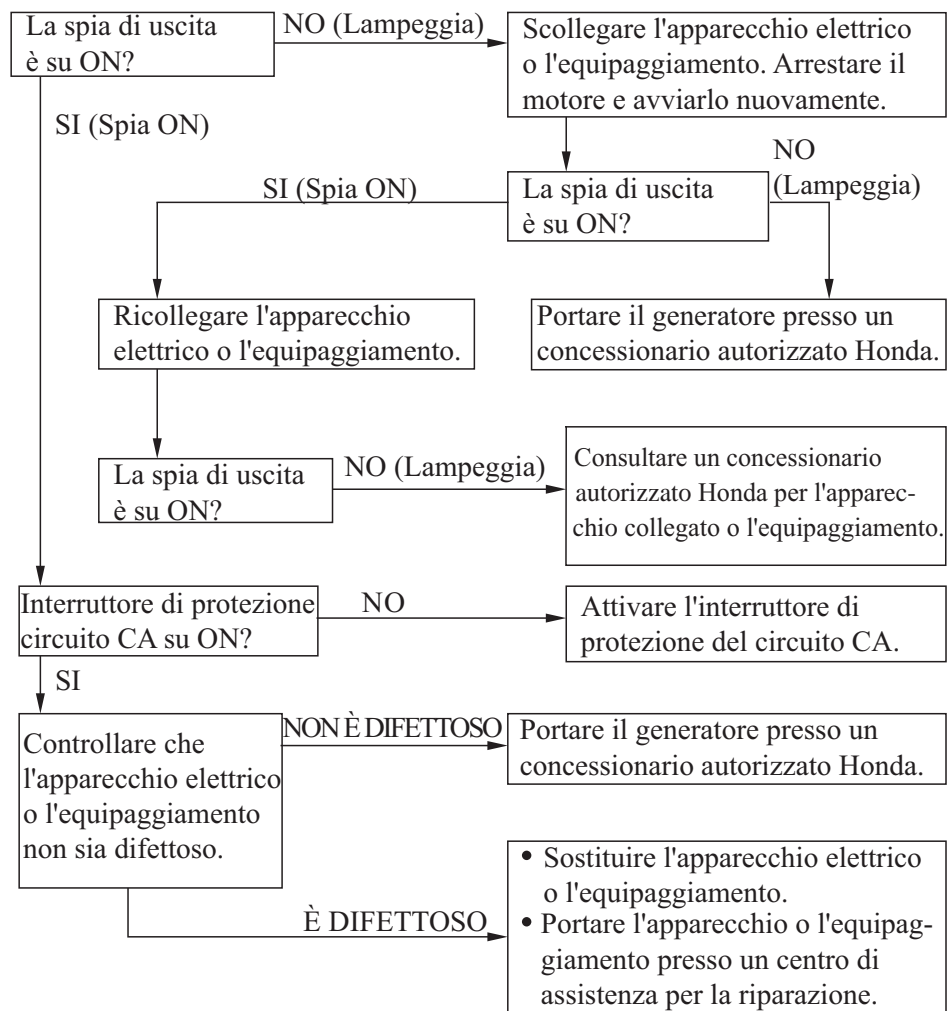 La spia di uscita
è su ON?
NO (Lampeggia)
Scollegare l'apparecchio elettrico
o l'equipaggiamento. Arrestare il
motore e avviarlo nuovamente.
SI (Spia ON)
NO
(Lampeggia)
SI (Spia ON)
La spia di uscita
è su ON?
Ricollegare l'apparecchio
elettrico o l'equipaggiamento.
Portare il generatore presso un
concessionario autorizzato Honda.
La spia di uscita
è su ON?
NO (Lampeggia)
Consultare un concessionario
autorizzato Honda per l'apparec-
chio collegato o l'equipaggiamento.
Interruttore di protezione
circuito CA su ON?
NO
Attivare l'interruttore di
protezione del circuito CA.
SI
Controllare che
l'apparecchio elettrico
o l'equipaggiamento
non sia difettoso.
NON È DIFETTOSO
Portare il generatore presso un
concessionario autorizzato Honda.
È DIFETTOSO
• Sostituire l'apparecchio elettrico
o l'equipaggiamento.
• Portare l'apparecchio o l'equipag-
giamento presso un centro di
assistenza per la riparazione.